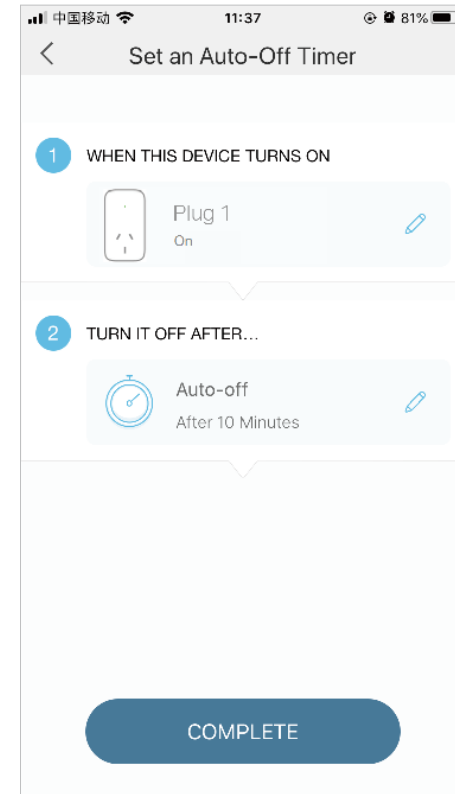 中国移动 11:37 81%
Set an Auto-Off Timer
1 WHEN THIS DEVICE TURNS ON
Plug 1
On
2 TURN IT OFF AFTER...
Auto-off
After 10 Minutes
COMPLETE